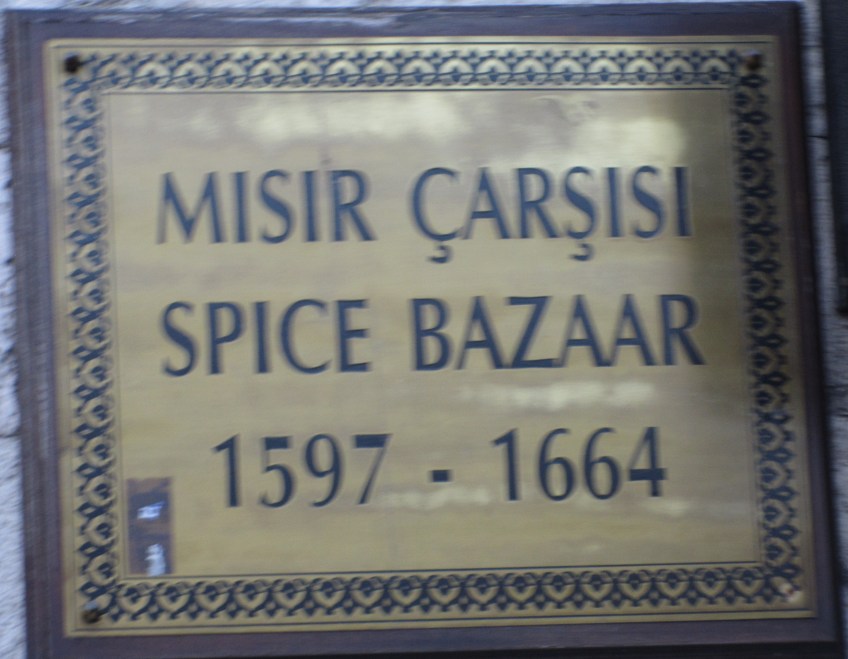 MISIR ÇARŞISI
SPICE BAZAAR
1597 - 1664